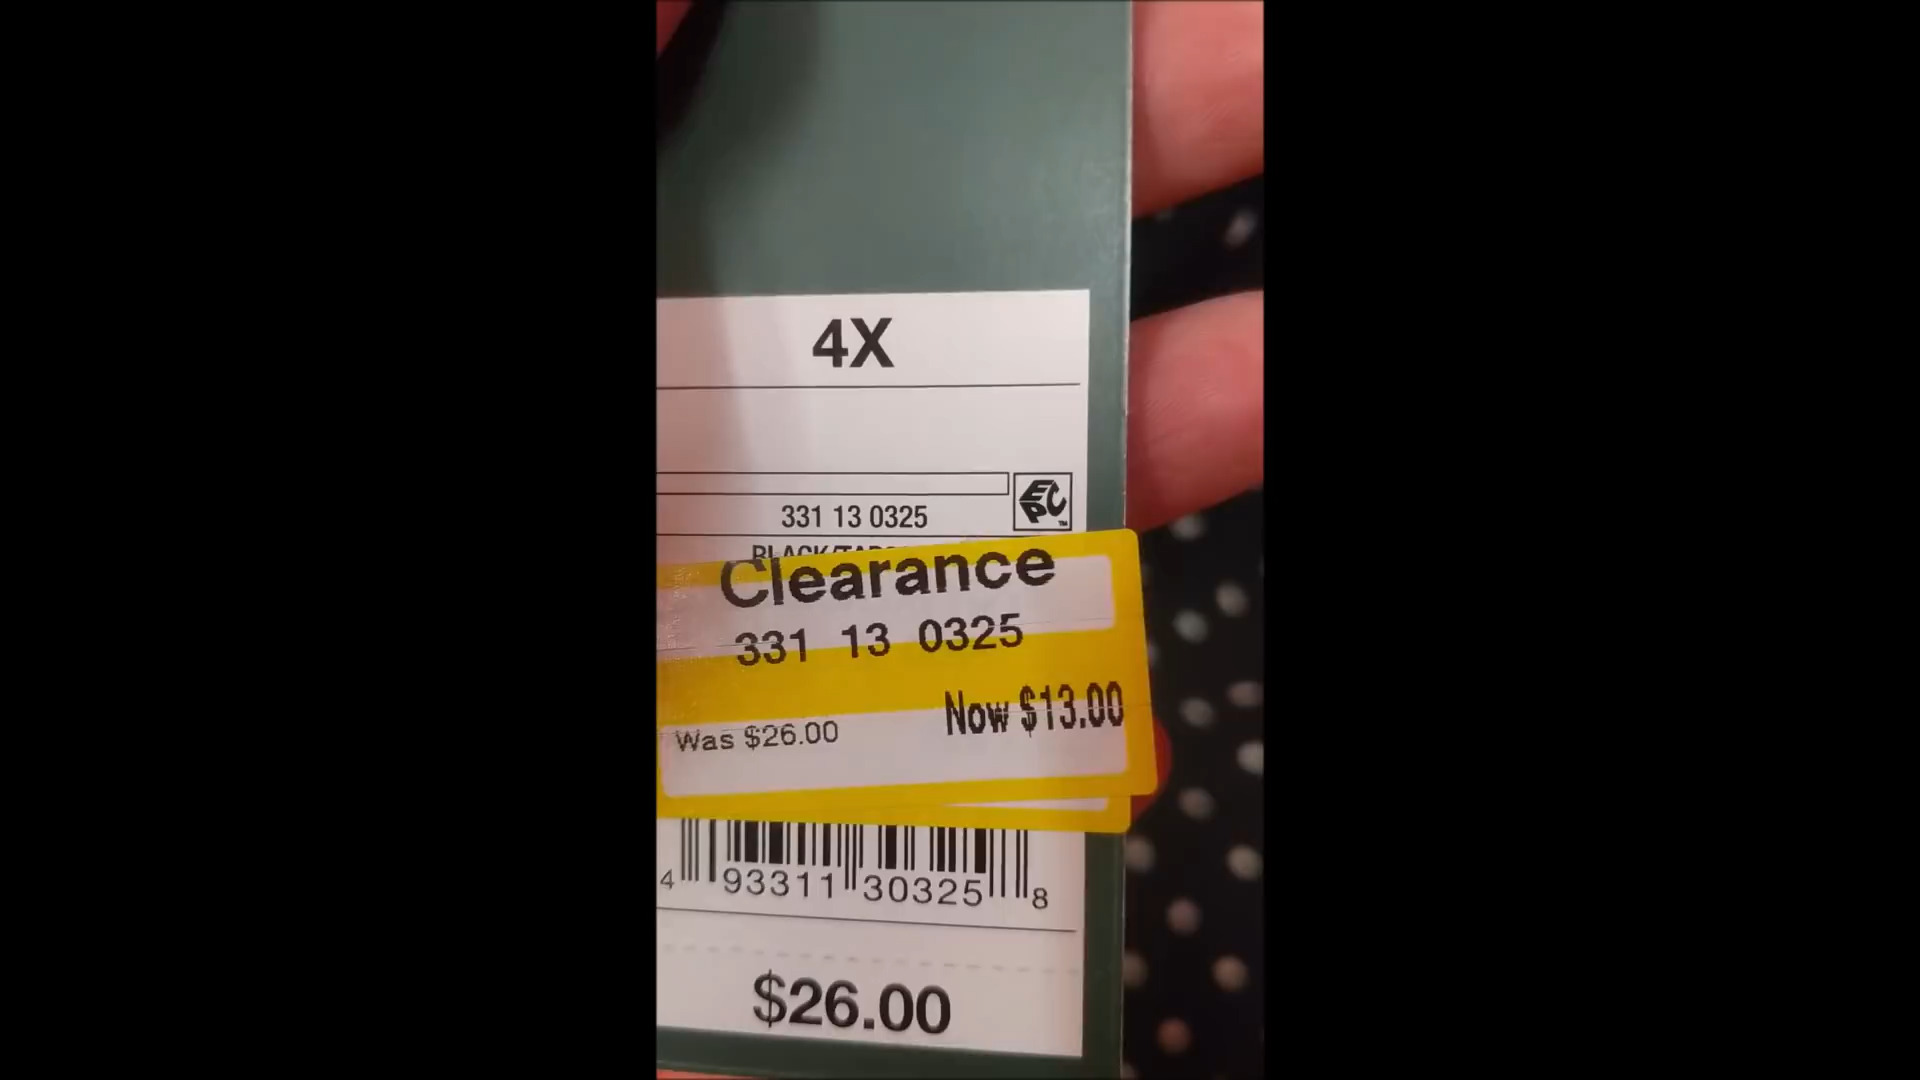 4X
EPC™
331 13 0325
Clearance
331 13 0325
Now $13.00
Was $26.00
4 93311 30325 8
$26.00